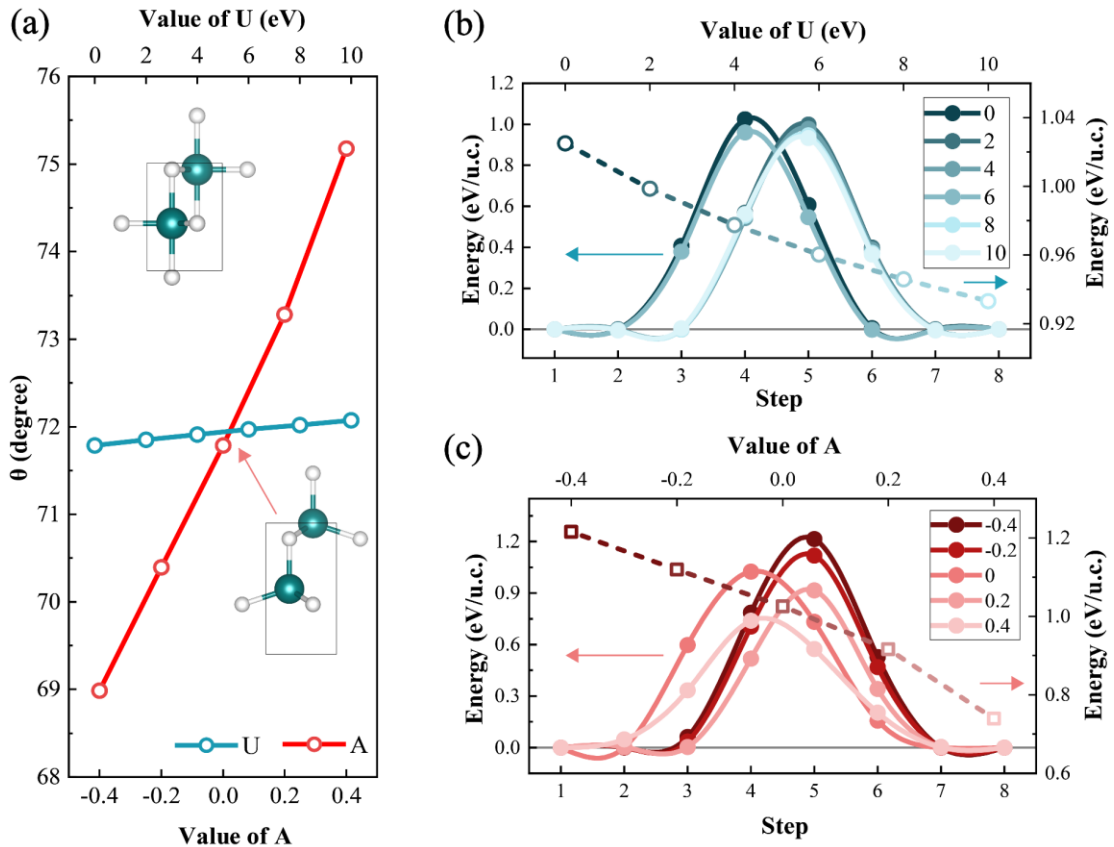 (a)
Value of U (eV)
0 2 4 6 8 10
76
75
74
73
72
71
70
69
68
θ (degree)
U A
-0.4 -0.2 0.0 0.2 0.4
Value of A
(b)
Value of U (eV)
0 2 4 6 8 10
1.2
1.0
0.8
0.6
0.4
0.2
0.0
Energy (eV/u.c.)
0
2
4
6
8
10
1.04
1.00
0.96
0.92
Energy (eV/u.c.)
1 2 3 4 5 6 7 8
Step
(c)
Value of A
-0.4 -0.2 0.0 0.2 0.4
1.2
0.9
0.6
0.3
0.0
Energy (eV/u.c.)
-0.4
-0.2
0
0.2
0.4
1.2
1.0
0.8
0.6
Energy (eV/u.c.)
1 2 3 4 5 6 7 8
Step